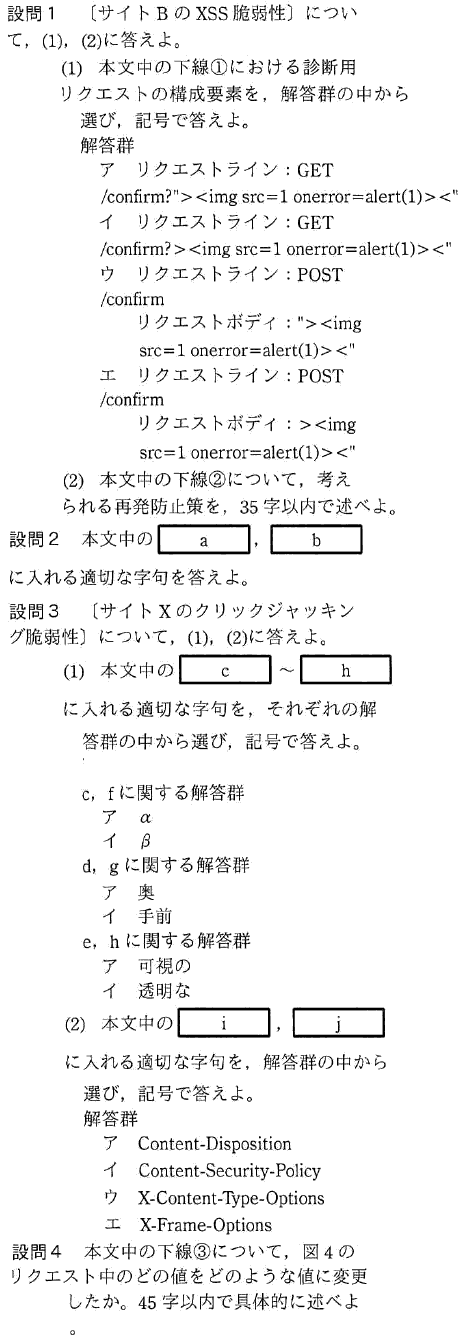 設問1　〔サイトBのXSS脆弱性〕につい
て，(1)，(2)に答えよ。
(1)　本文中の下線①における診断用
リクエストの構成要素を，解答群の中から
選び，記号で答えよ。
解答群
ア　リクエストライン：GET
/confirm?"><img src=1 onerror=alert(1)><"
イ　リクエストライン：GET
/confirm?><img src=1 onerror=alert(1)><"
ウ　リクエストライン：POST
/confirm
リクエストボディ："><img
src=1 onerror=alert(1)><"
エ　リクエストライン：POST
/confirm
リクエストボディ：><img
src=1 onerror=alert(1)><"
(2)　本文中の下線②について，考え
られる再発防止策を，35字以内で述べよ。
設問2　本文中の　a　，　b
に入れる適切な字句を答えよ。
設問3　〔サイトXのクリックジャッキン
グ脆弱性〕について，(1)，(2)に答えよ。
(1)　本文中の　c　～　h
に入れる適切な字句を，それぞれの解
答群の中から選び，記号で答えよ。
c，fに関する解答群
ア　α
イ　β
d，gに関する解答群
ア　奥
イ　手前
e，hに関する解答群
ア　可視の
イ　透明な
(2)　本文中の　i　，　j
に入れる適切な字句を，解答群の中から
選び，記号で答えよ。
解答群
ア　Content-Disposition
イ　Content-Security-Policy
ウ　X-Content-Type-Options
エ　X-Frame-Options
設問4　本文中の下線③について，図4の
リクエスト中のどの値をどのような値に変更
したか。45字以内で具体的に述べよ
。